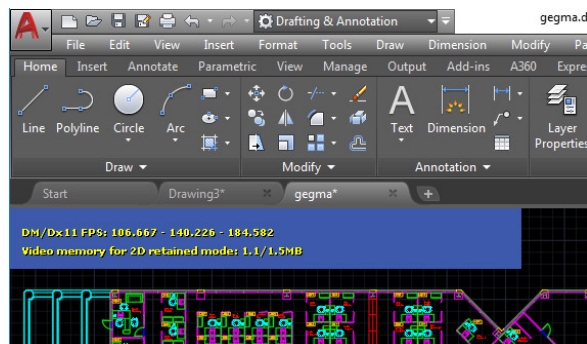 A Drafting & Annotation gegma.d
File Edit View Insert Format Tools Draw Dimension Modify Pa
Home Insert Annotate Parametric View Manage Output Add-ins A360 Expre
Line Polyline Circle Arc Text Dimension Layer
Properties
Draw Modify Annotation
Start Drawing3* gegma*
DM/Dx11 FPS: 106.667 - 140.226 - 184.582
Video memory for 2D retained mode: 1.1/1.5MB